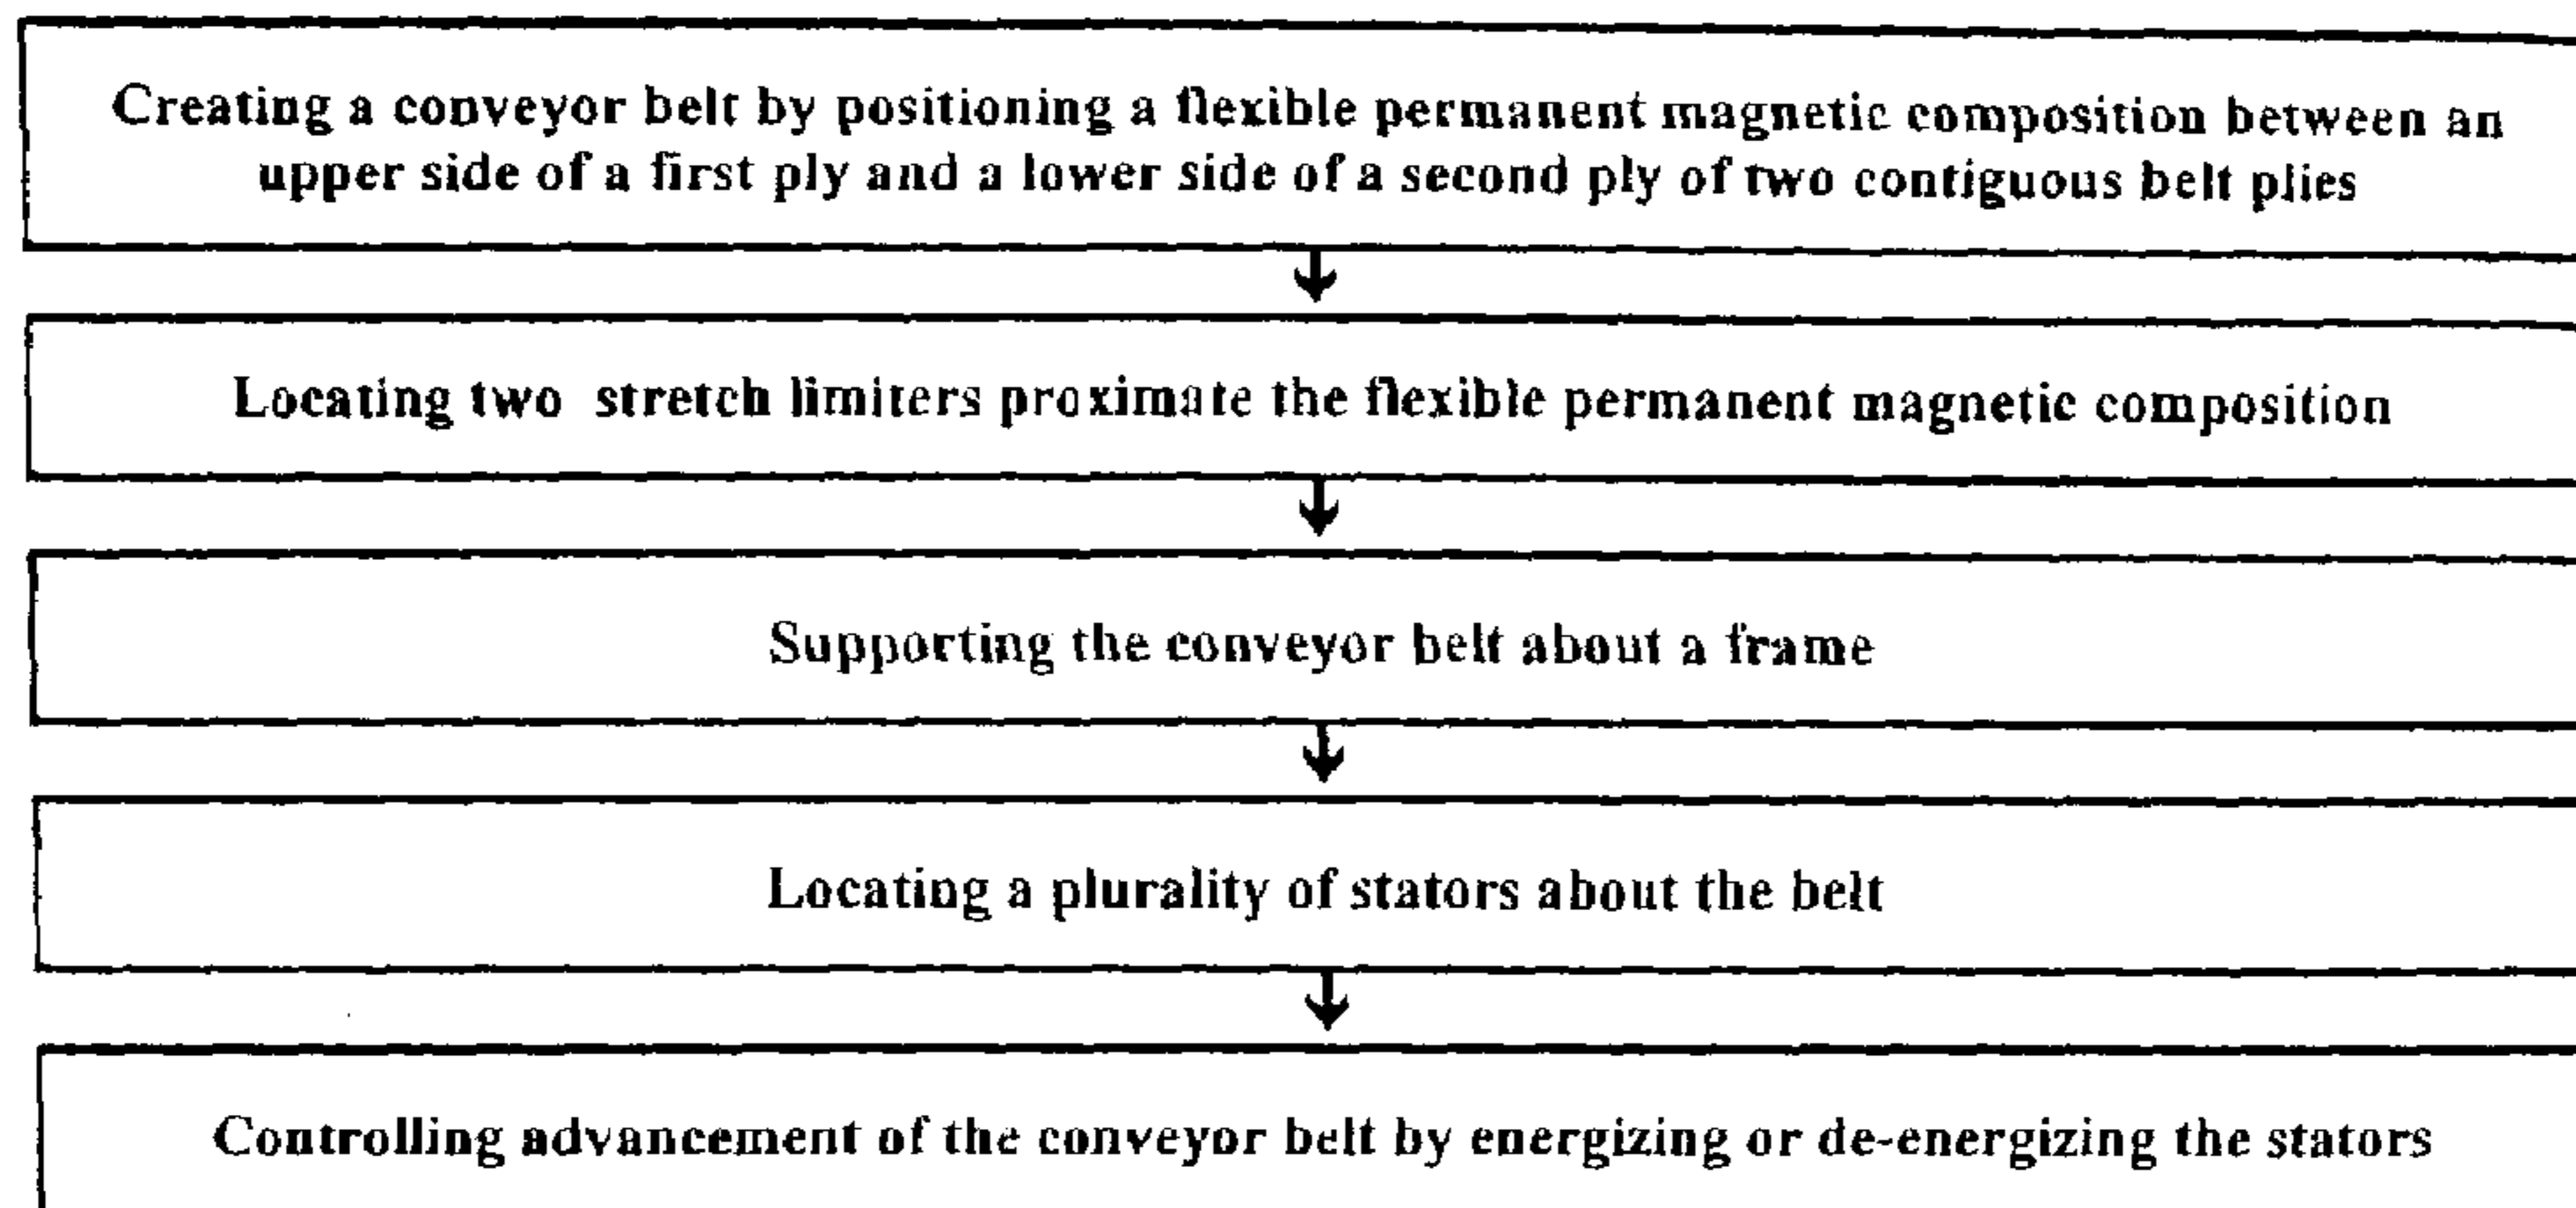 Creating a conveyor belt by positioning a flexible permanent magnetic composition between an
upper side of a first ply and a lower side of a second ply of two contiguous belt plies
Locating two stretch limiters proximate the flexible permanent magnetic composition
Supporting the conveyor belt about a frame
Locating a plurality of stators about the belt
Controlling advancement of the conveyor belt by energizing or de-energizing the stators